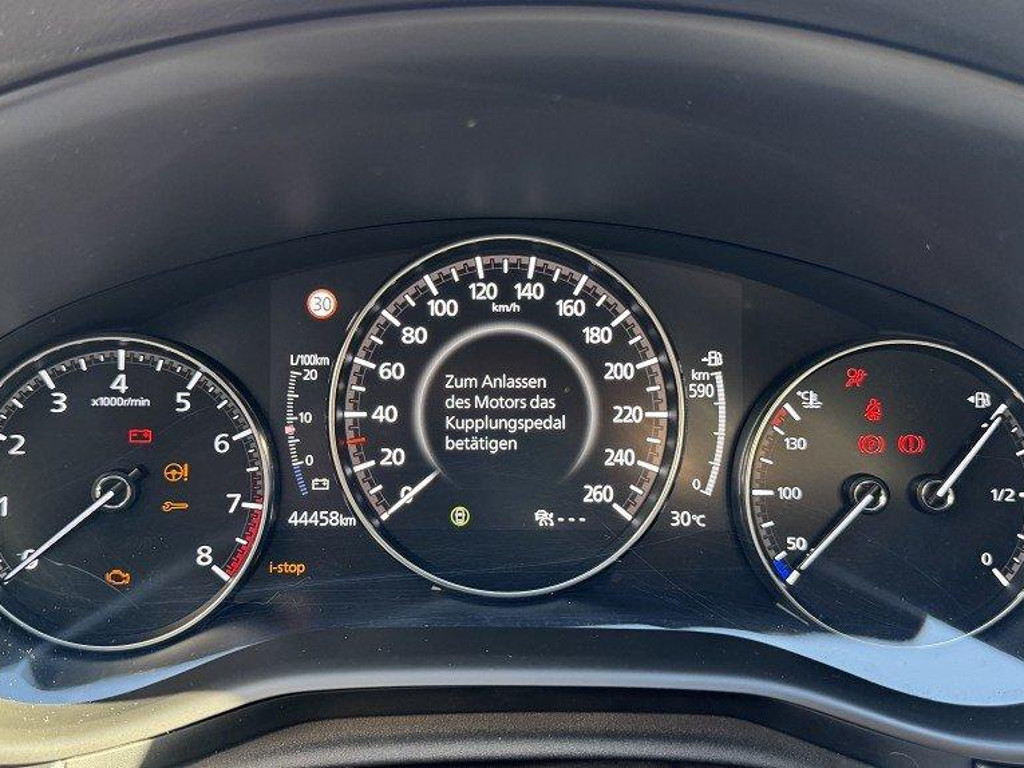 30
L/100km
20
10
0
44458km
i-stop
0
1
2
3
4
5
6
7
8
x1000r/min
0
20
40
60
80
100
120
140
160
180
200
220
240
260
km/h
Zum Anlassen
des Motors das
Kupplungspedal
betätigen
---
km
590
0
30°C
°C
130
100
50
P
1/2
0